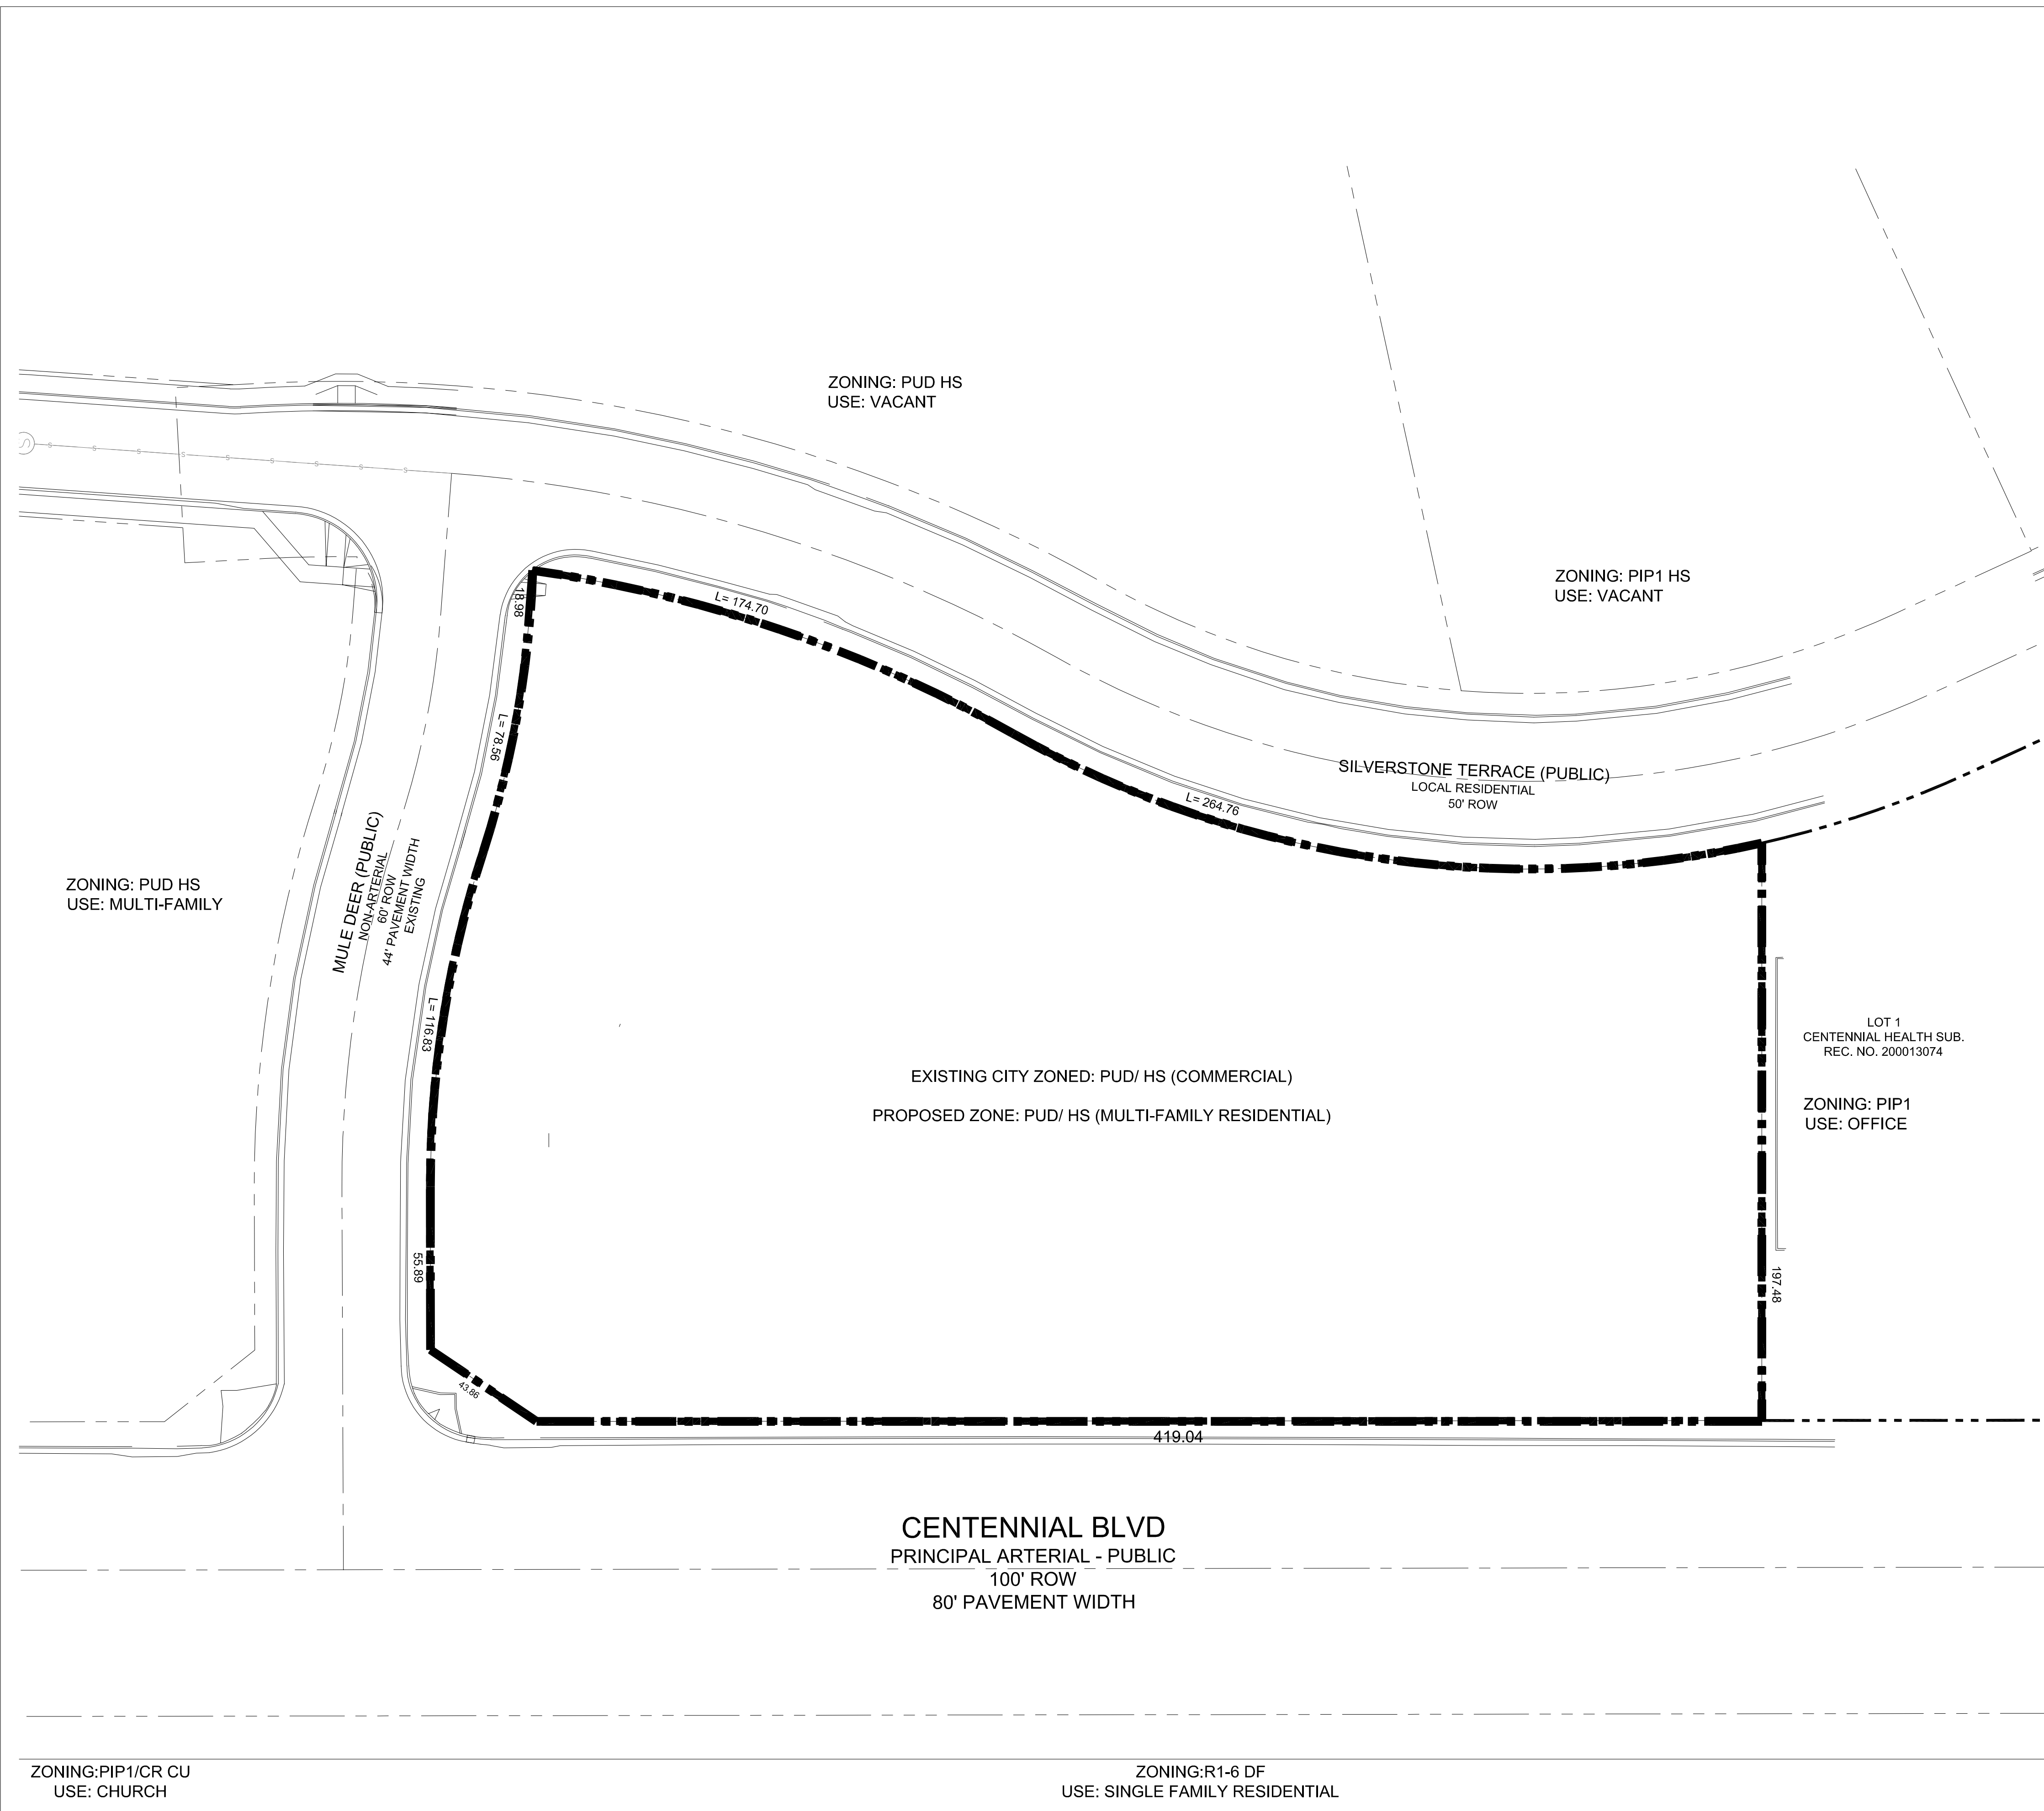 ZONING: PUD HS
USE: VACANT
ZONING: PIP1 HS
USE: VACANT
S
S S S S S S S S S
18.98
L= 174.70
L= 78.56
L= 264.76
SILVERSTONE TERRACE (PUBLIC)
LOCAL RESIDENTIAL
50' ROW
MULE DEER (PUBLIC)
NON-ARTERIAL
60' ROW
44' PAVEMENT WIDTH
EXISTING
ZONING: PUD HS
USE: MULTI-FAMILY
L= 116.83
LOT 1
CENTENNIAL HEALTH SUB.
REC. NO. 200013074
EXISTING CITY ZONED: PUD/ HS (COMMERCIAL)
PROPOSED ZONE: PUD/ HS (MULTI-FAMILY RESIDENTIAL)
ZONING: PIP1
USE: OFFICE
55.89
197.48
43.86
419.04
CENTENNIAL BLVD
PRINCIPAL ARTERIAL - PUBLIC
100' ROW
80' PAVEMENT WIDTH
ZONING:PIP1/CR CU
USE: CHURCH
ZONING:R1-6 DF
USE: SINGLE FAMILY RESIDENTIAL